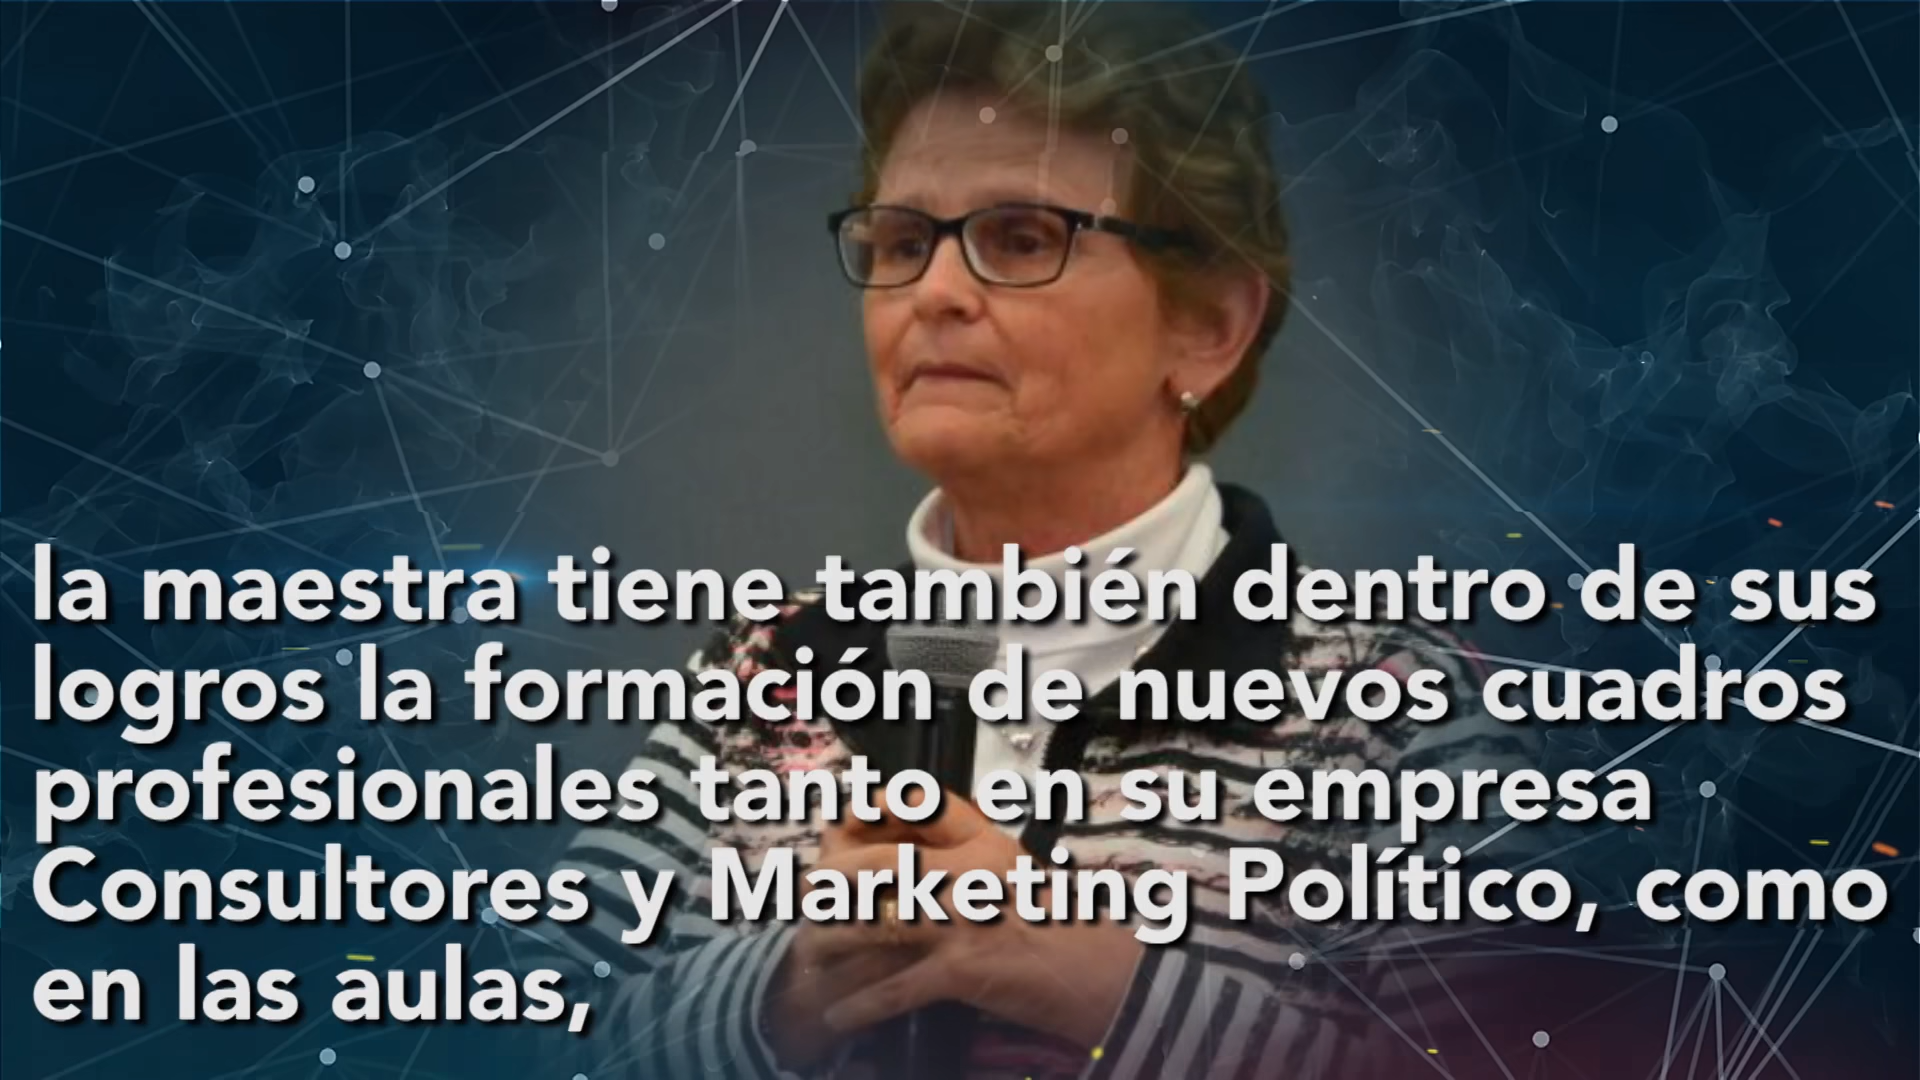 la maestra tiene también dentro de sus
logros la formación de nuevos cuadros
profesionales tanto en su empresa
Consultores y Marketing Político, como
en las aulas,